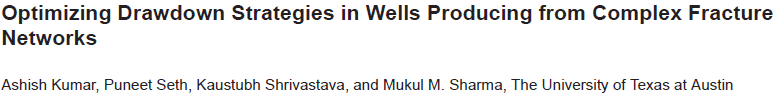 Optimizing Drawdown Strategies in Wells Producing from Complex Fracture
Networks
Ashish Kumar, Puneet Seth, Kaustubh Shrivastava, and Mukul M. Sharma, The University of Texas at Austin